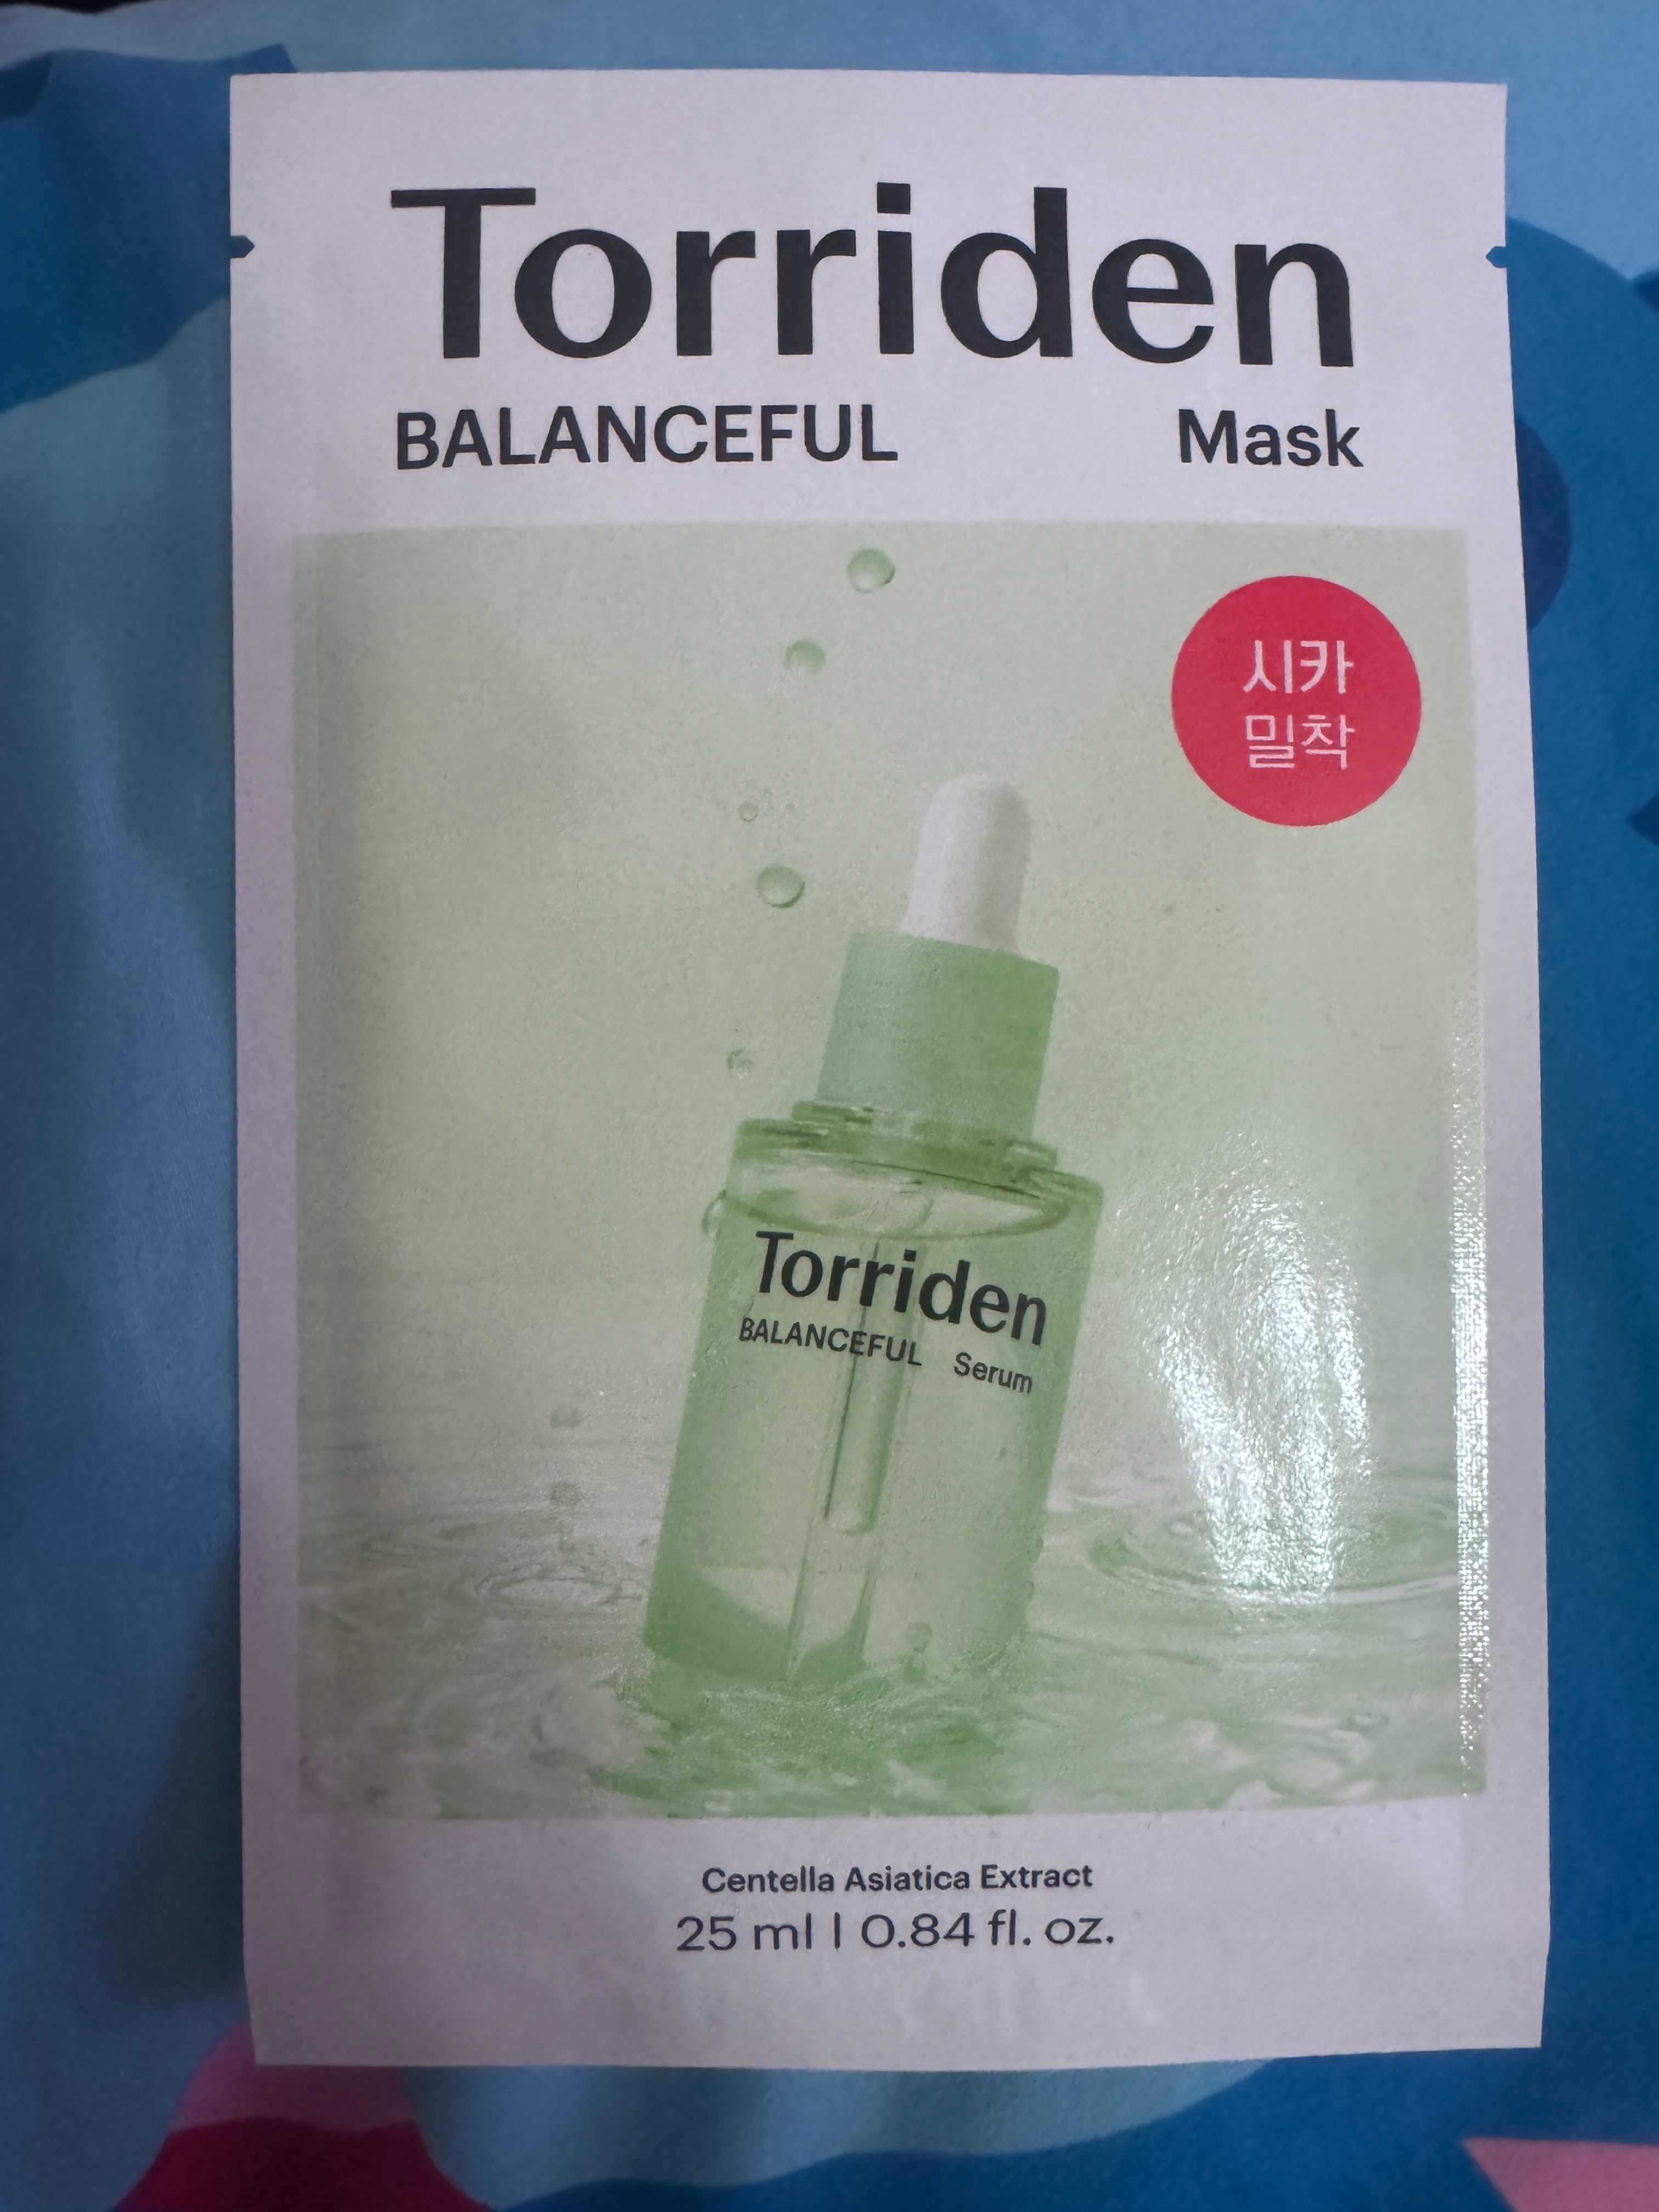 Torriden
BALANCEFUL Mask
시카
밀착
Torriden
BALANCEFUL Serum
Centella Asiatica Extract
25 ml | 0.84 fl. oz.